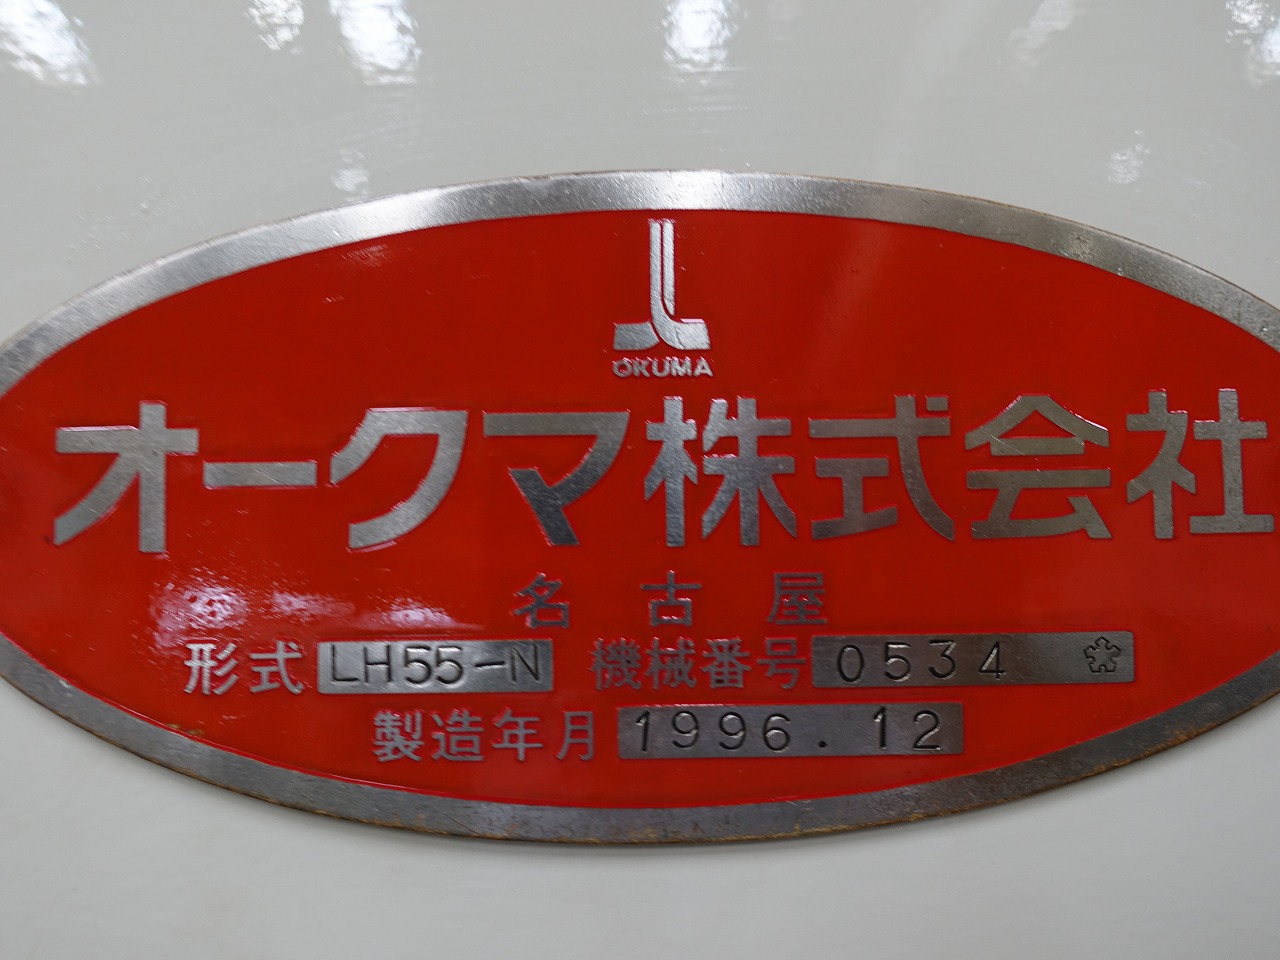 OKUMA
オークマ株式会社
名古屋
形式 LH55-N 機械番号 0534
製造年月 1996.12